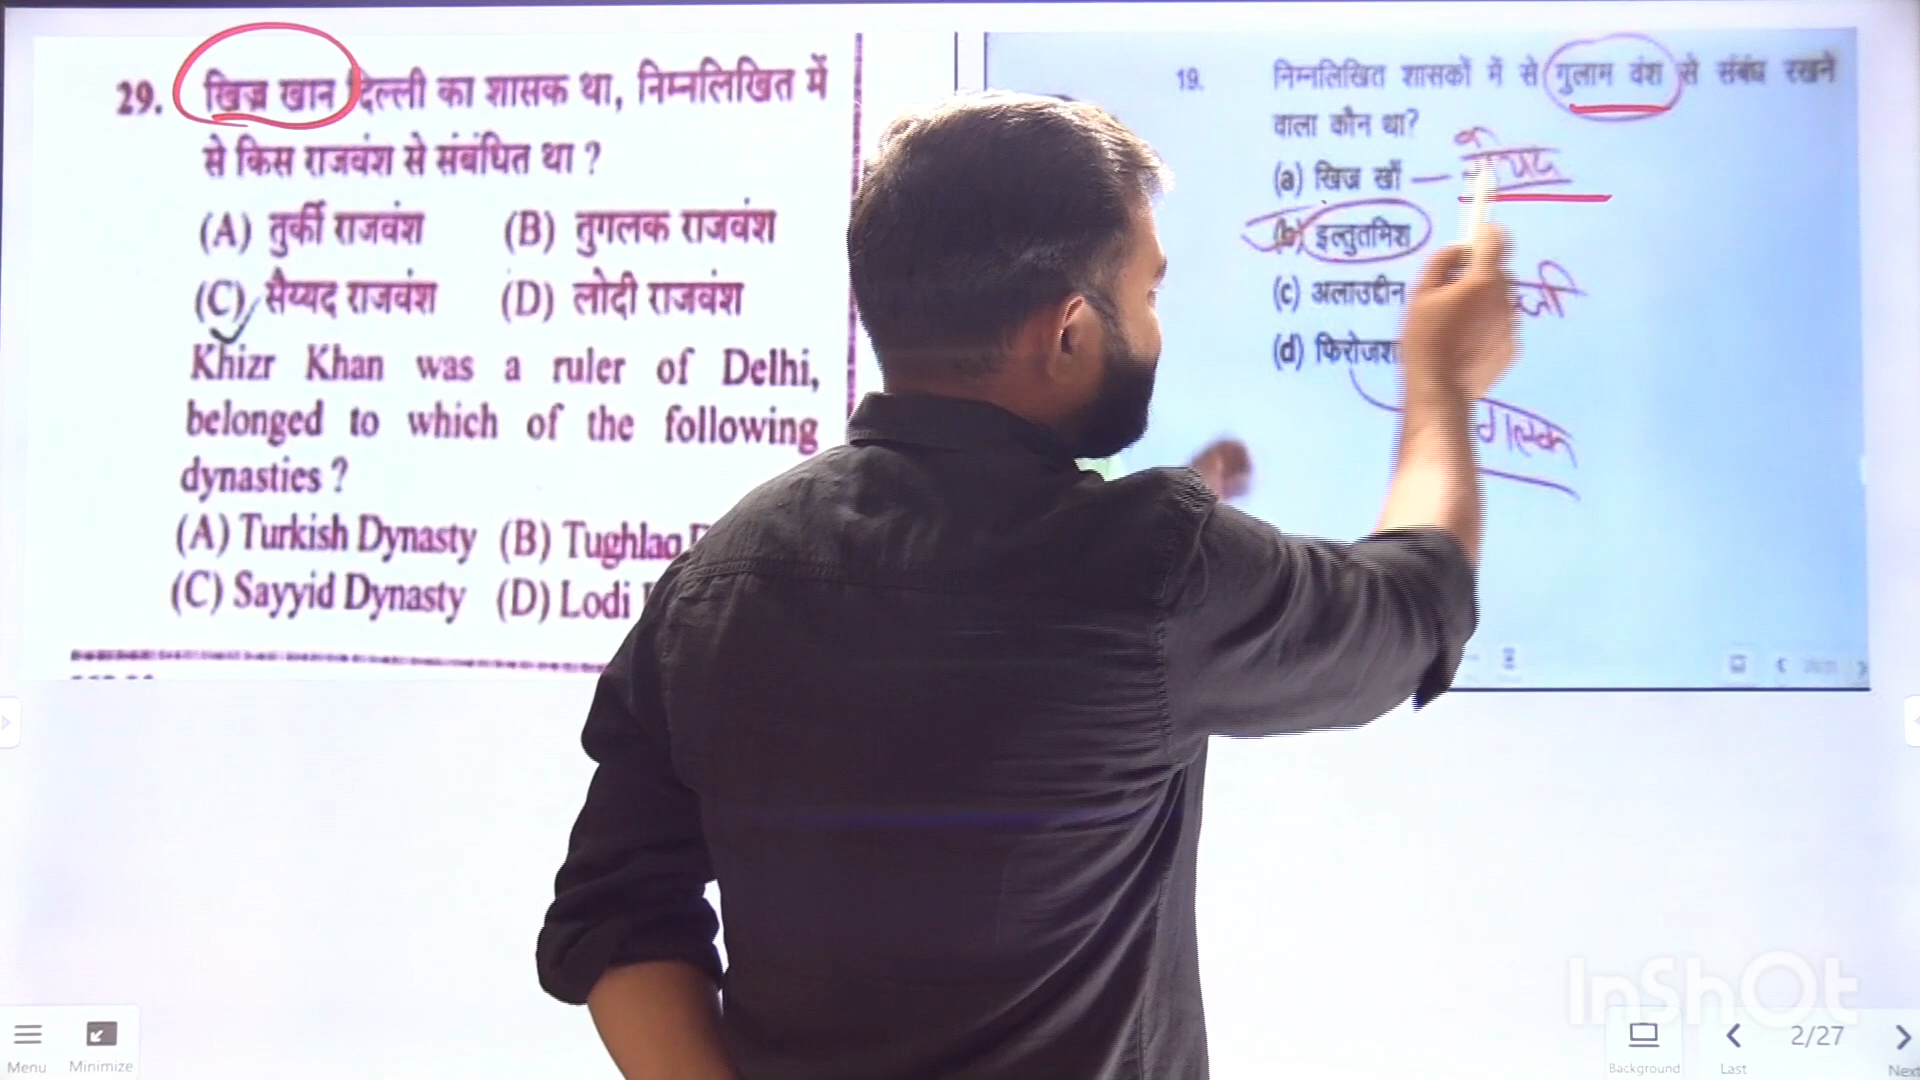 29. खिज्र खान दिल्ली का शासक था, निम्नलिखित में
से किस राजवंश से संबंधित था ?
(A) तुर्की राजवंश (B) तुगलक राजवंश
(C) सैय्यद राजवंश (D) लोदी राजवंश
Khizr Khan was a ruler of Delhi,
belonged to which of the following
dynasties ?
(A) Turkish Dynasty (B) Tughlaq
(C) Sayyid Dynasty (D) Lodi
19. निम्नलिखित शासकों में से गुलाम वंश से संबंध रखने
वाला कौन था?
(a) खिज्र खाँ —
(b) इल्तुतमिश
(c) अलाउद्दीन
(d)
InShOt
Menu Minimize
Background Last 2/27 Next